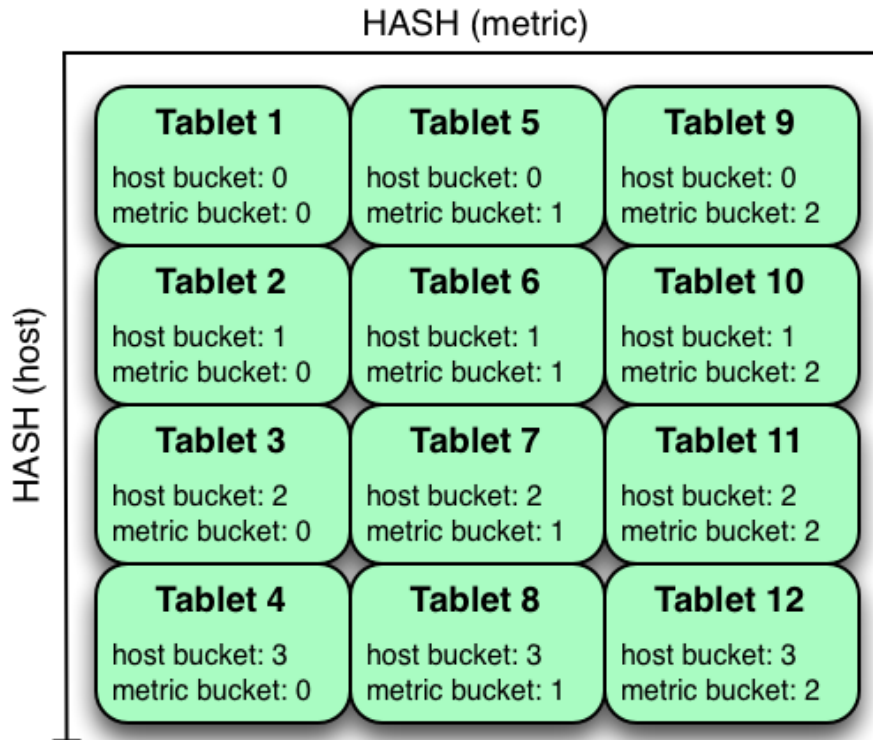 HASH (metric)
HASH (host)
Tablet 1
host bucket: 0
metric bucket: 0
Tablet 5
host bucket: 0
metric bucket: 1
Tablet 9
host bucket: 0
metric bucket: 2
Tablet 2
host bucket: 1
metric bucket: 0
Tablet 6
host bucket: 1
metric bucket: 1
Tablet 10
host bucket: 1
metric bucket: 2
Tablet 3
host bucket: 2
metric bucket: 0
Tablet 7
host bucket: 2
metric bucket: 1
Tablet 11
host bucket: 2
metric bucket: 2
Tablet 4
host bucket: 3
metric bucket: 0
Tablet 8
host bucket: 3
metric bucket: 1
Tablet 12
host bucket: 3
metric bucket: 2